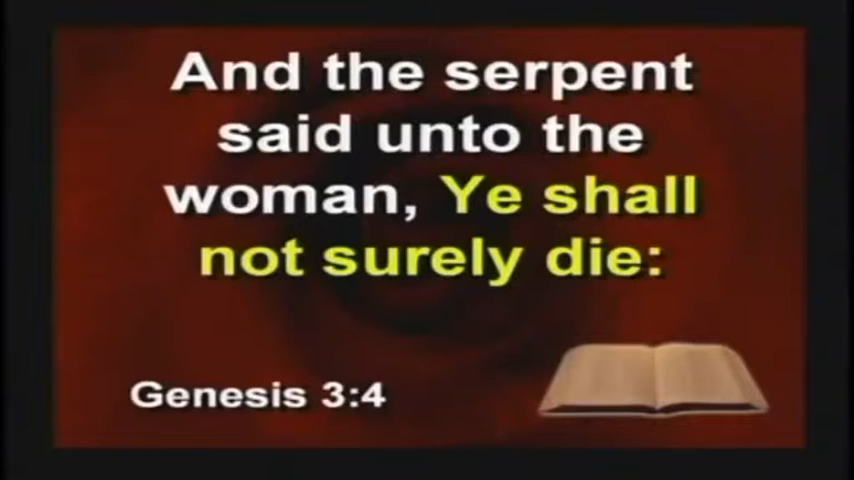 And the serpent
said unto the
woman, Ye shall
not surely die:
Genesis 3:4